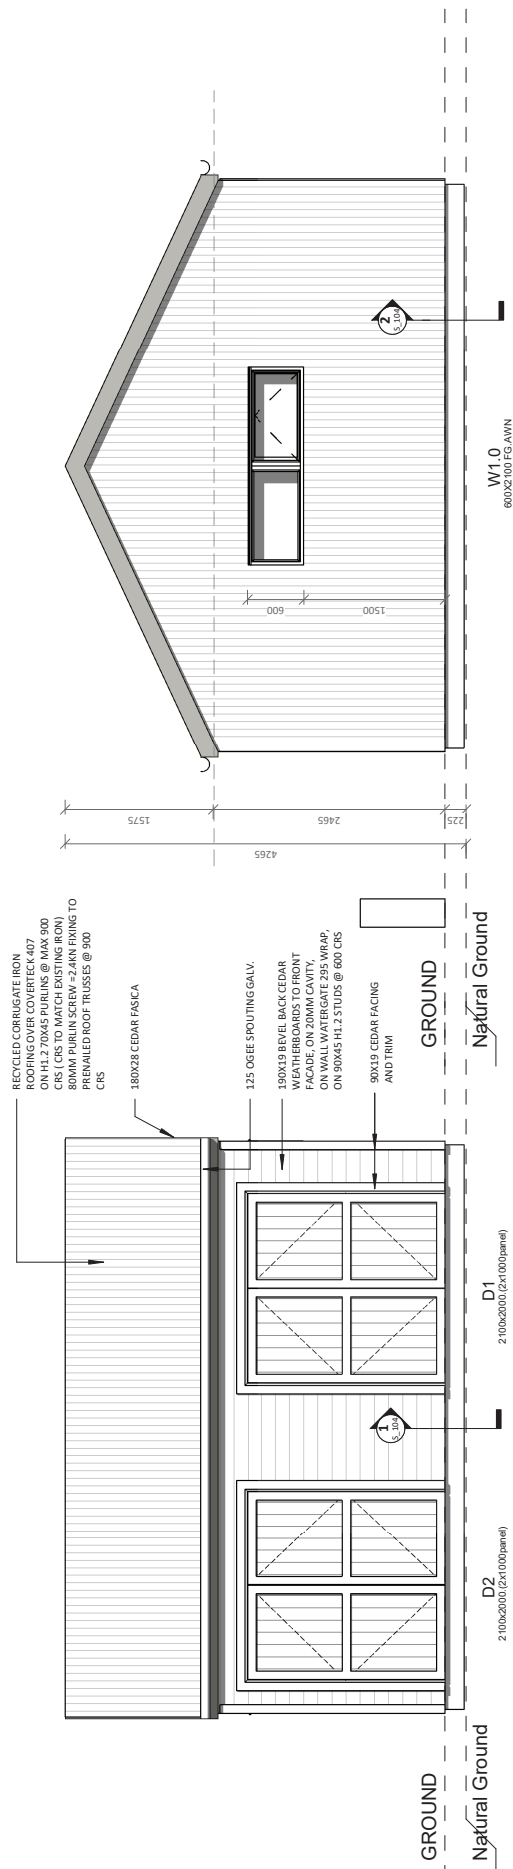 RECYCLED CORRUGATE IRON
ROOFING OVER COVERTECK 407
ON H1.2 70X45 PURLINS @ MAX 900
CRS ( CRS TO MATCH EXISTING IRON)
80MM PURLIN SCREW =2.4KN FIXING TO
PRENAILED ROOF TRUSSES @ 900
CRS
180X28 CEDAR FASICA
125 OGEE SPOUTING GALV.
190X19 BEVEL BACK CEDAR
WEATHERBOARDS TO FRONT
FACADE, ON 20MM CAVITY,
ON WALL WATERGATE 295 WRAP,
ON 90X45 H1.2 STUDS @ 600 CRS
90X19 CEDAR FACING
AND TRIM
GROUND
Natural Ground
D2
2100x2000.(2x1000panel)
1
S_104
D1
2100x2000.(2x1000panel)
GROUND
Natural Ground
1575
2465
225
4265
600
1500
2
S_104
W1.0
600X2100 FG.AWN